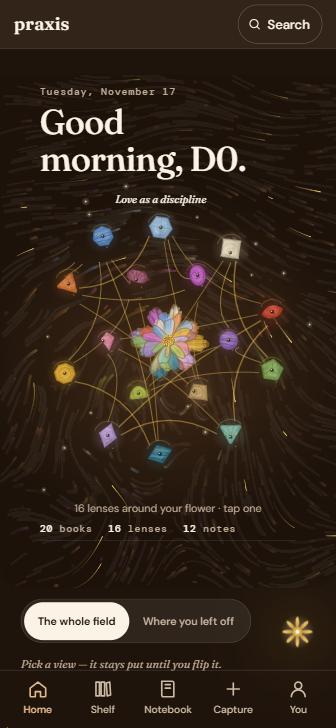 praxis
Search
Tuesday, November 17
Good
morning, D0.
Love as a discipline
16 lenses around your flower · tap one
20 books 16 lenses 12 notes
The whole field
Where you left off
Pick a view — it stays put until you flip it.
Home
Shelf
Notebook
Capture
You